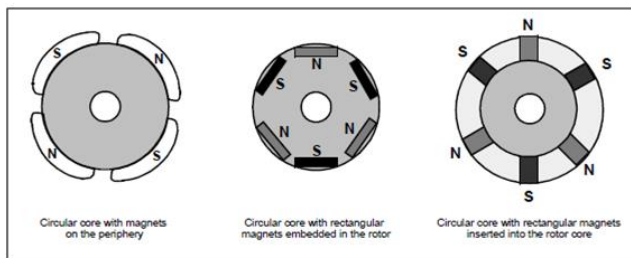 S
N
N
S
N
S
S
N
N
S
N
S
S
N
N
S
Circular core with magnets
on the periphery
Circular core with rectangular
magnets embedded in the rotor
Circular core with rectangular magnets
inserted into the rotor core